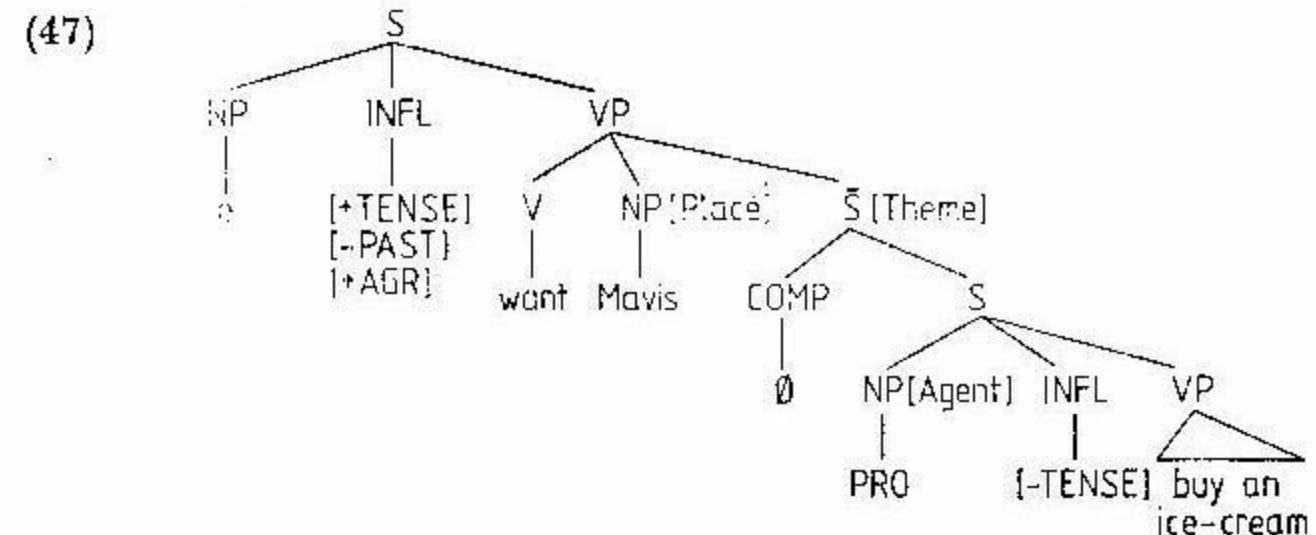 (47)
S
NP INFL VP
e [+TENSE] V NP [Place] S̄ [Theme]
[-PAST]
[+AGR]
want Mavis COMP S
Ø NP [Agent] INFL VP
PRO [-TENSE] buy an
ice-cream